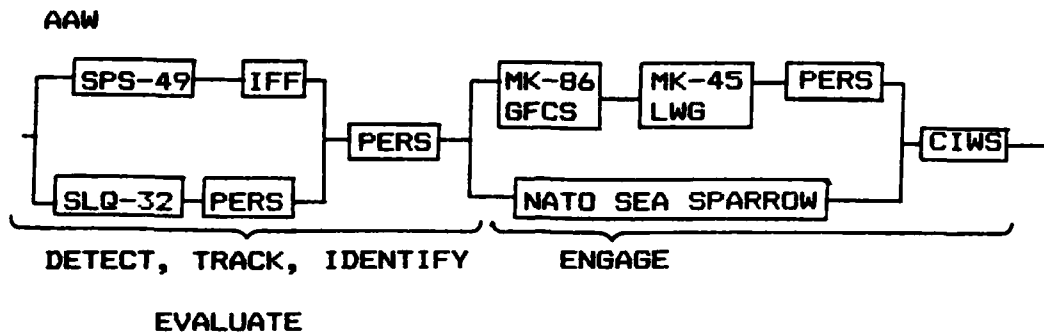 AAW
SPS-49 IFF
MK-86 GFCS
MK-45 LWG
PERS
PERS
CIWS
SLQ-32 PERS
NATO SEA SPARROW
DETECT, TRACK, IDENTIFY
ENGAGE
EVALUATE